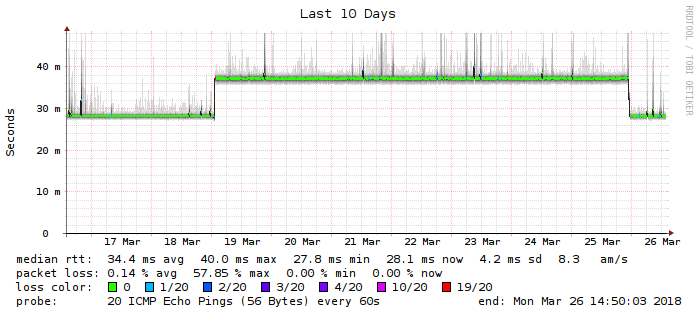 Last 10 Days
RRDTOOL / TOBI OETIKER
Seconds
40 m
30 m
20 m
10 m
0
17 Mar 18 Mar 19 Mar 20 Mar 21 Mar 22 Mar 23 Mar 24 Mar 25 Mar 26 Mar
median rtt: 34.4 ms avg 40.0 ms max 27.8 ms min 28.1 ms now 4.2 ms sd 8.3 am/s
packet loss: 0.14 % avg 57.85 % max 0.00 % min 0.00 % now
loss color: 0 1/20 2/20 3/20 4/20 10/20 19/20
probe: 20 ICMP Echo Pings (56 Bytes) every 60s end: Mon Mar 26 14:50:03 2018